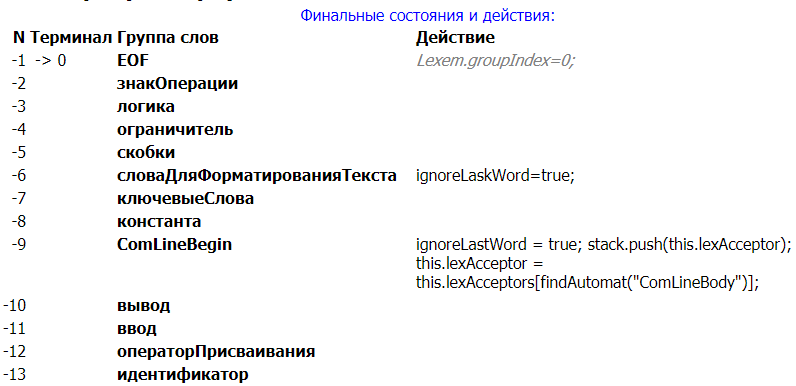 Финальные состояния и действия:
N Терминал Группа слов Действие
-1 -> 0 EOF Lexem.groupIndex=0;
-2 знакОперации
-3 логика
-4 ограничитель
-5 скобки
-6 словаДляФорматированияТекста ignoreLaskWord=true;
-7 ключевыеСлова
-8 константа
-9 ComLineBegin ignoreLastWord = true; stack.push(this.lexAcceptor);
this.lexAcceptor =
this.lexAcceptors[findAutomat("ComLineBody")];
-10 вывод
-11 ввод
-12 операторПрисваивания
-13 идентификатор